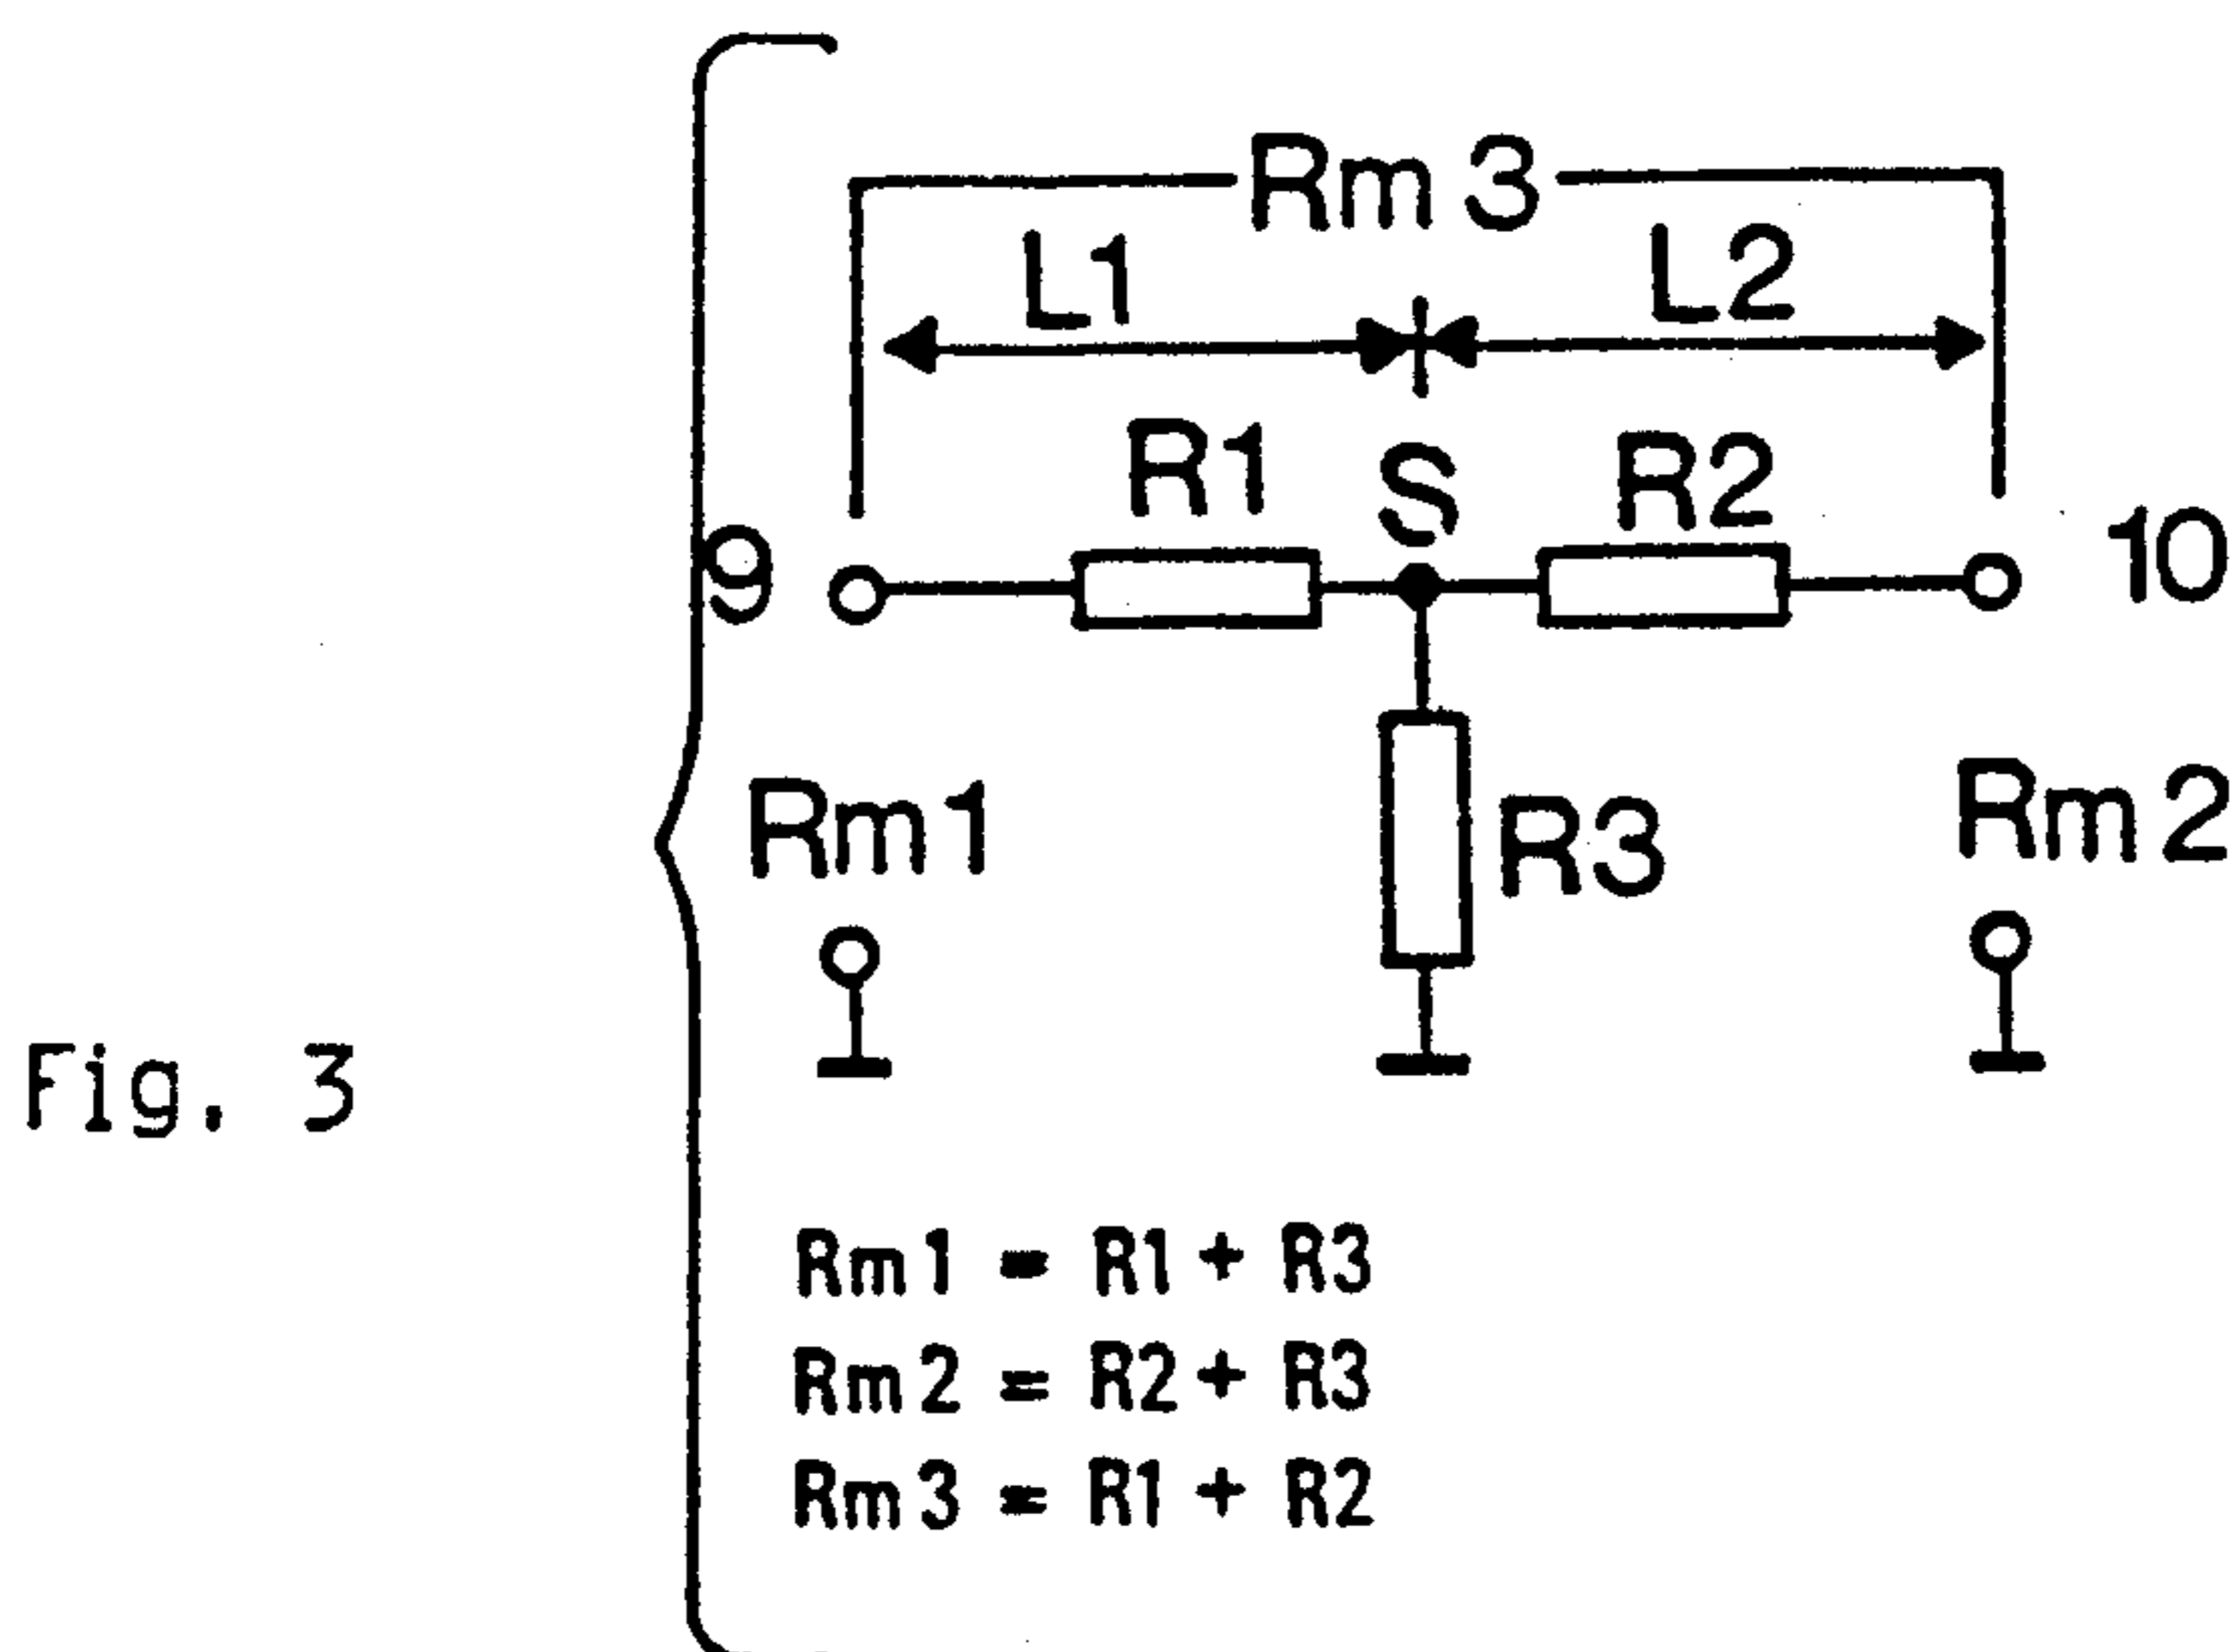 Rm3
L1 L2
R1 S R2
9 10
Rm1 R3 Rm2
Fig. 3
Rm1 = R1 + R3
Rm2 = R2 + R3
Rm3 = R1 + R2